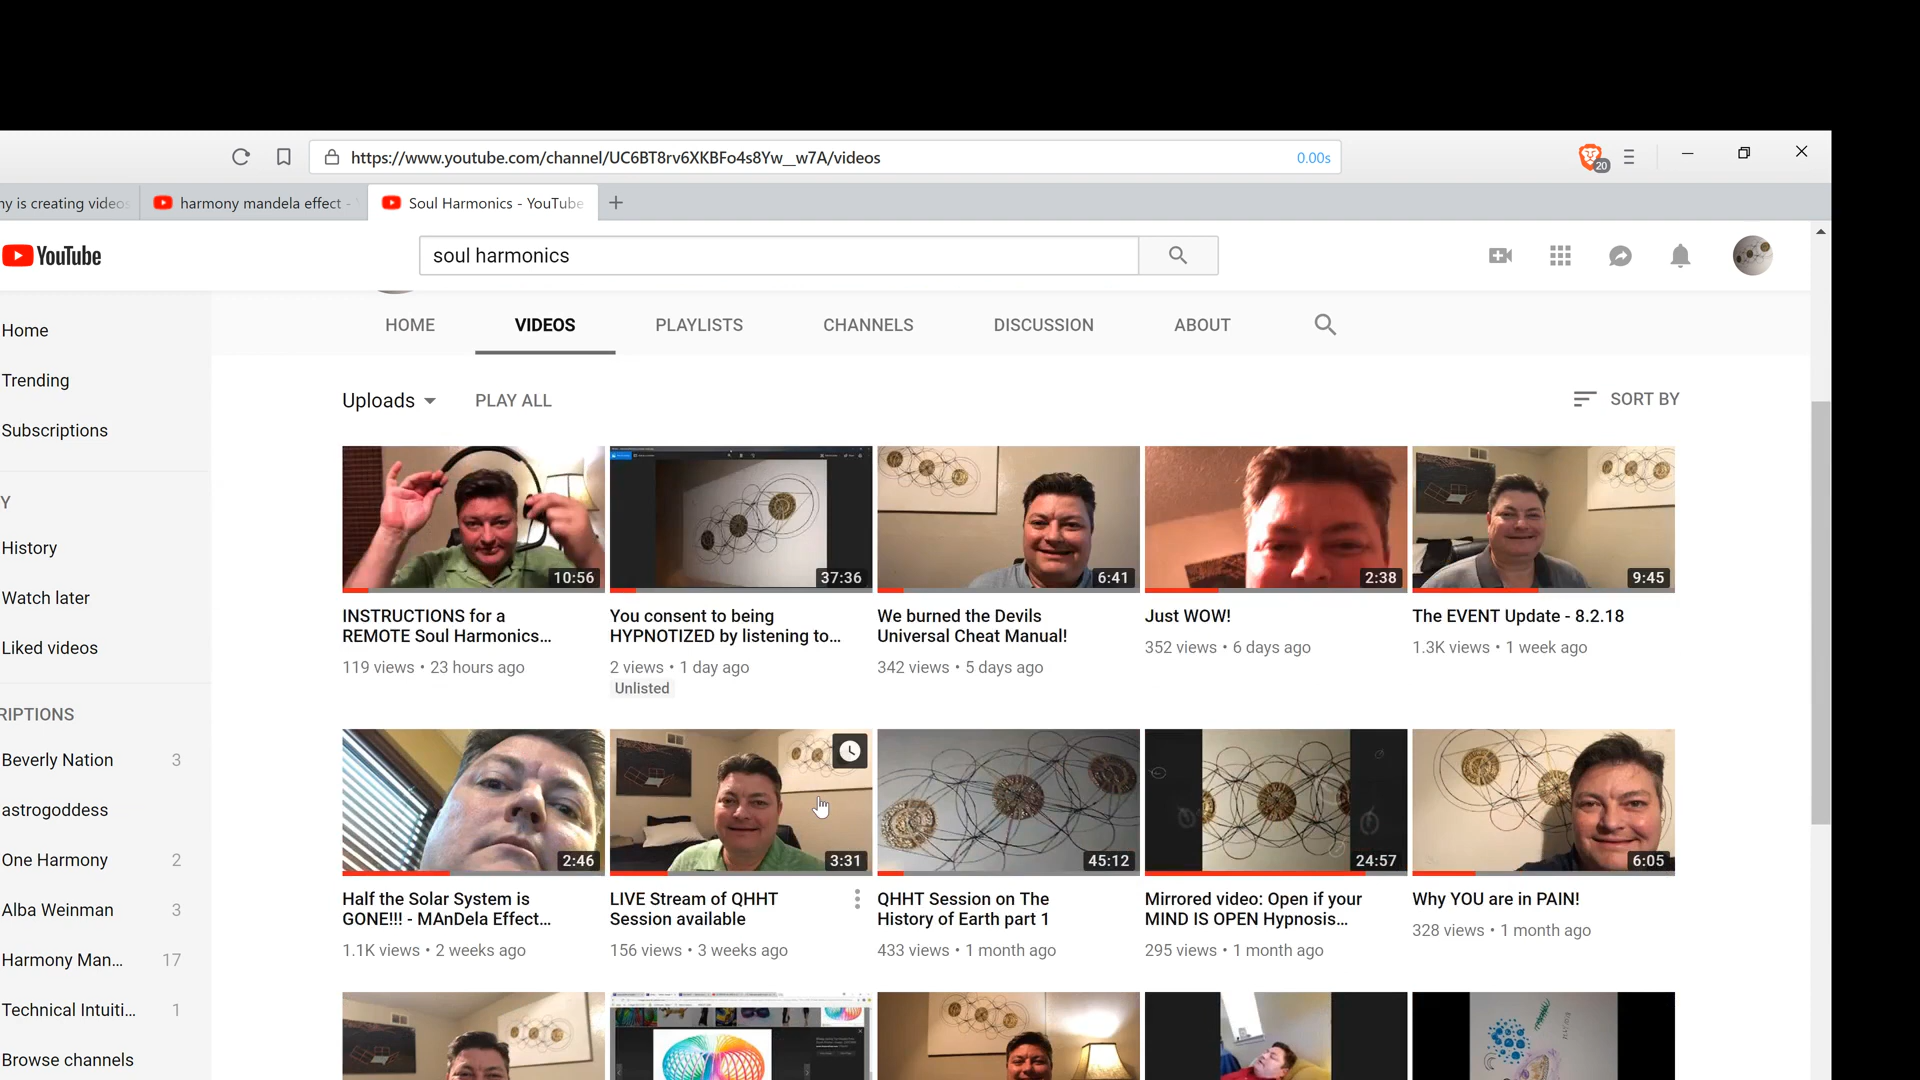 https://www.youtube.com/channel/UC6BT8rv6XKBFo4s8Yw__w7A/videos
0.00s
20
ny is creating videos
harmony mandela effect -
Soul Harmonics - YouTube
YouTube
soul harmonics
HOME
VIDEOS
PLAYLISTS
CHANNELS
DISCUSSION
ABOUT
Home
Trending
Subscriptions
Y
History
Watch later
Liked videos
RIPTIONS
Beverly Nation 3
astrogoddess
One Harmony 2
Alba Weinman 3
Harmony Man... 17
Technical Intuiti... 1
Browse channels
Uploads
PLAY ALL
SORT BY
10:56
37:36
6:41
2:38
9:45
INSTRUCTIONS for a
REMOTE Soul Harmonics...
119 views • 23 hours ago
You consent to being
HYPNOTIZED by listening to...
2 views • 1 day ago
Unlisted
We burned the Devils
Universal Cheat Manual!
342 views • 5 days ago
Just WOW!
352 views • 6 days ago
The EVENT Update - 8.2.18
1.3K views • 1 week ago
2:46
3:31
45:12
24:57
6:05
Half the Solar System is
GONE!!! - MAnDela Effect...
1.1K views • 2 weeks ago
LIVE Stream of QHHT
Session available
156 views • 3 weeks ago
QHHT Session on The
History of Earth part 1
433 views • 1 month ago
Mirrored video: Open if your
MIND IS OPEN Hypnosis...
295 views • 1 month ago
Why YOU are in PAIN!
328 views • 1 month ago